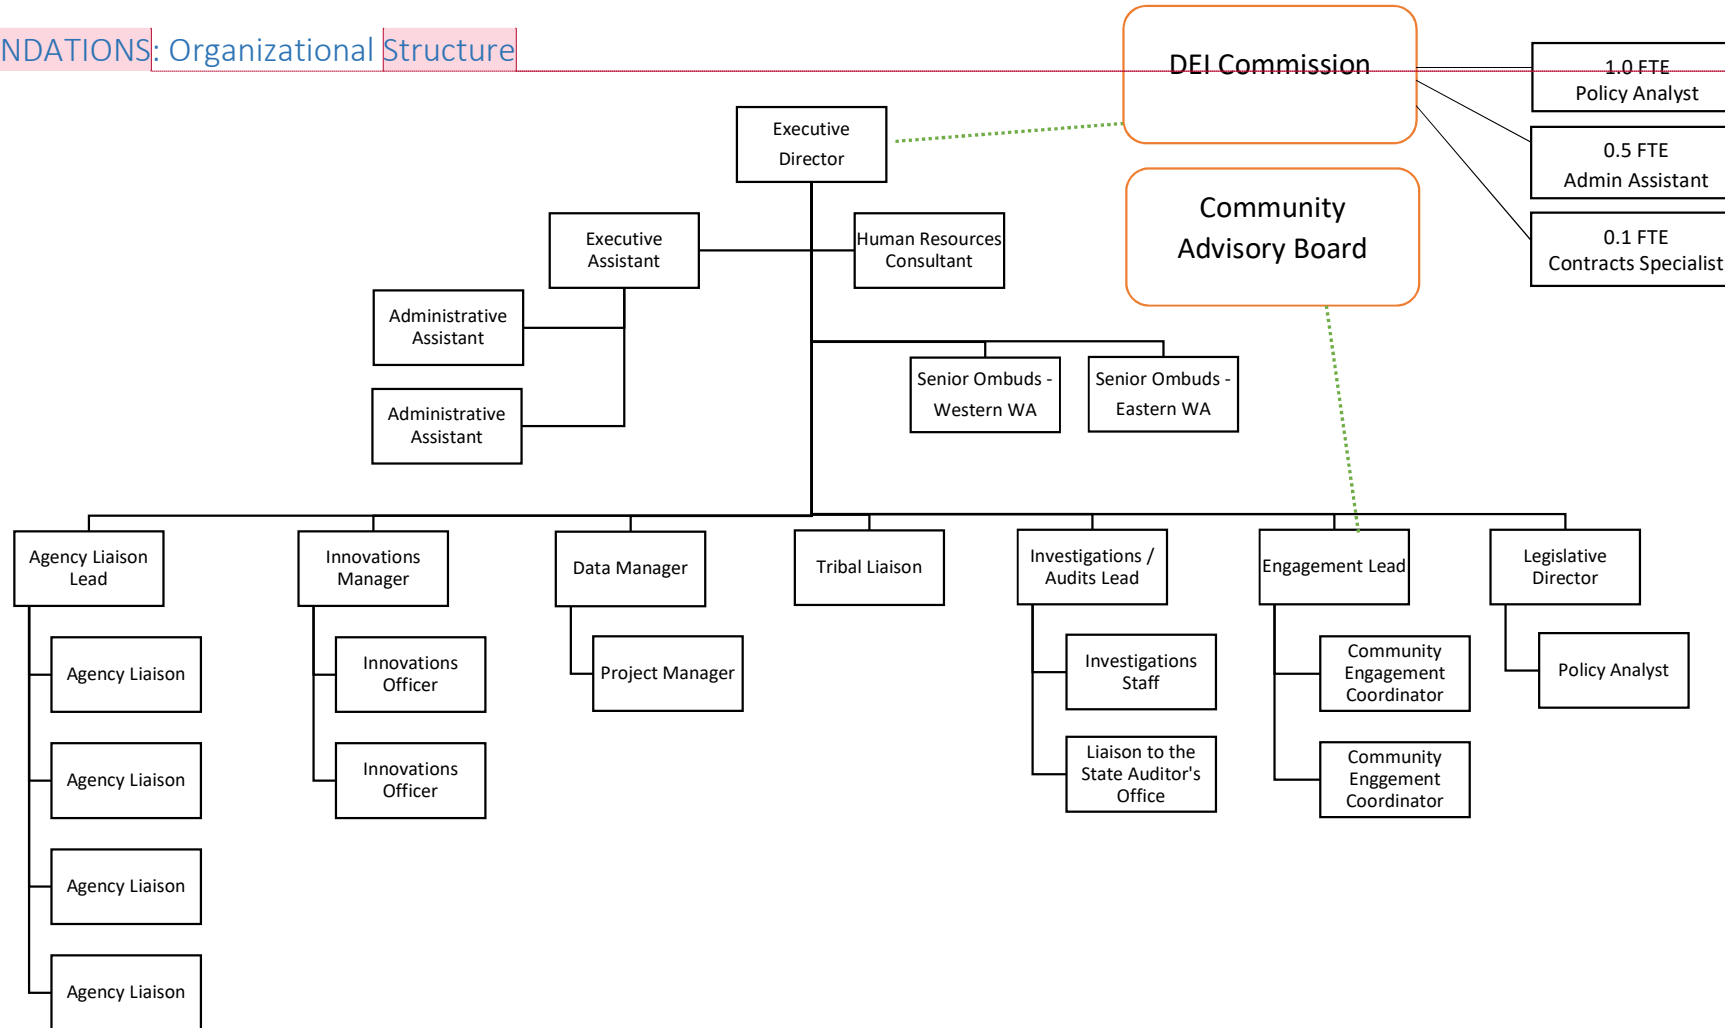 NDATIONS: Organizational Structure
DEI Commission
1.0 FTE
Policy Analyst
Executive
Director
0.5 FTE
Admin Assistant
Community
Advisory Board
0.1 FTE
Contracts Specialist
Executive
Assistant
Human Resources
Consultant
Administrative
Assistant
Administrative
Assistant
Senior Ombuds -
Western WA
Senior Ombuds -
Eastern WA
Agency Liaison
Lead
Innovations
Manager
Data Manager
Tribal Liaison
Investigations /
Audits Lead
Engagement Lead
Legislative
Director
Agency Liaison
Innovations
Officer
Project Manager
Investigations
Staff
Community
Engagement
Coordinator
Policy Analyst
Agency Liaison
Innovations
Officer
Liaison to the
State Auditor's
Office
Community
Enggement
Coordinator
Agency Liaison
Agency Liaison